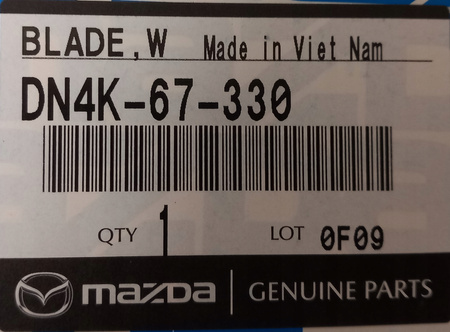 BLADE,W Made in Viet Nam
DN4K-67-330
QTY 1 LOT 0F09
mazda GENUINE PARTS